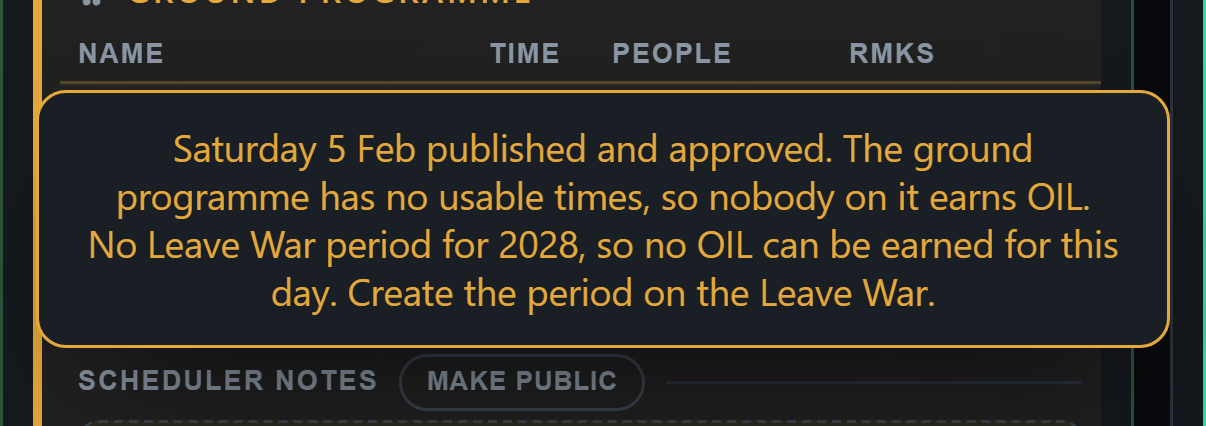 GROUND PROGRAMME
NAME TIME PEOPLE RMKS
Saturday 5 Feb published and approved. The ground
programme has no usable times, so nobody on it earns OIL.
No Leave War period for 2028, so no OIL can be earned for this
day. Create the period on the Leave War.
SCHEDULER NOTES MAKE PUBLIC